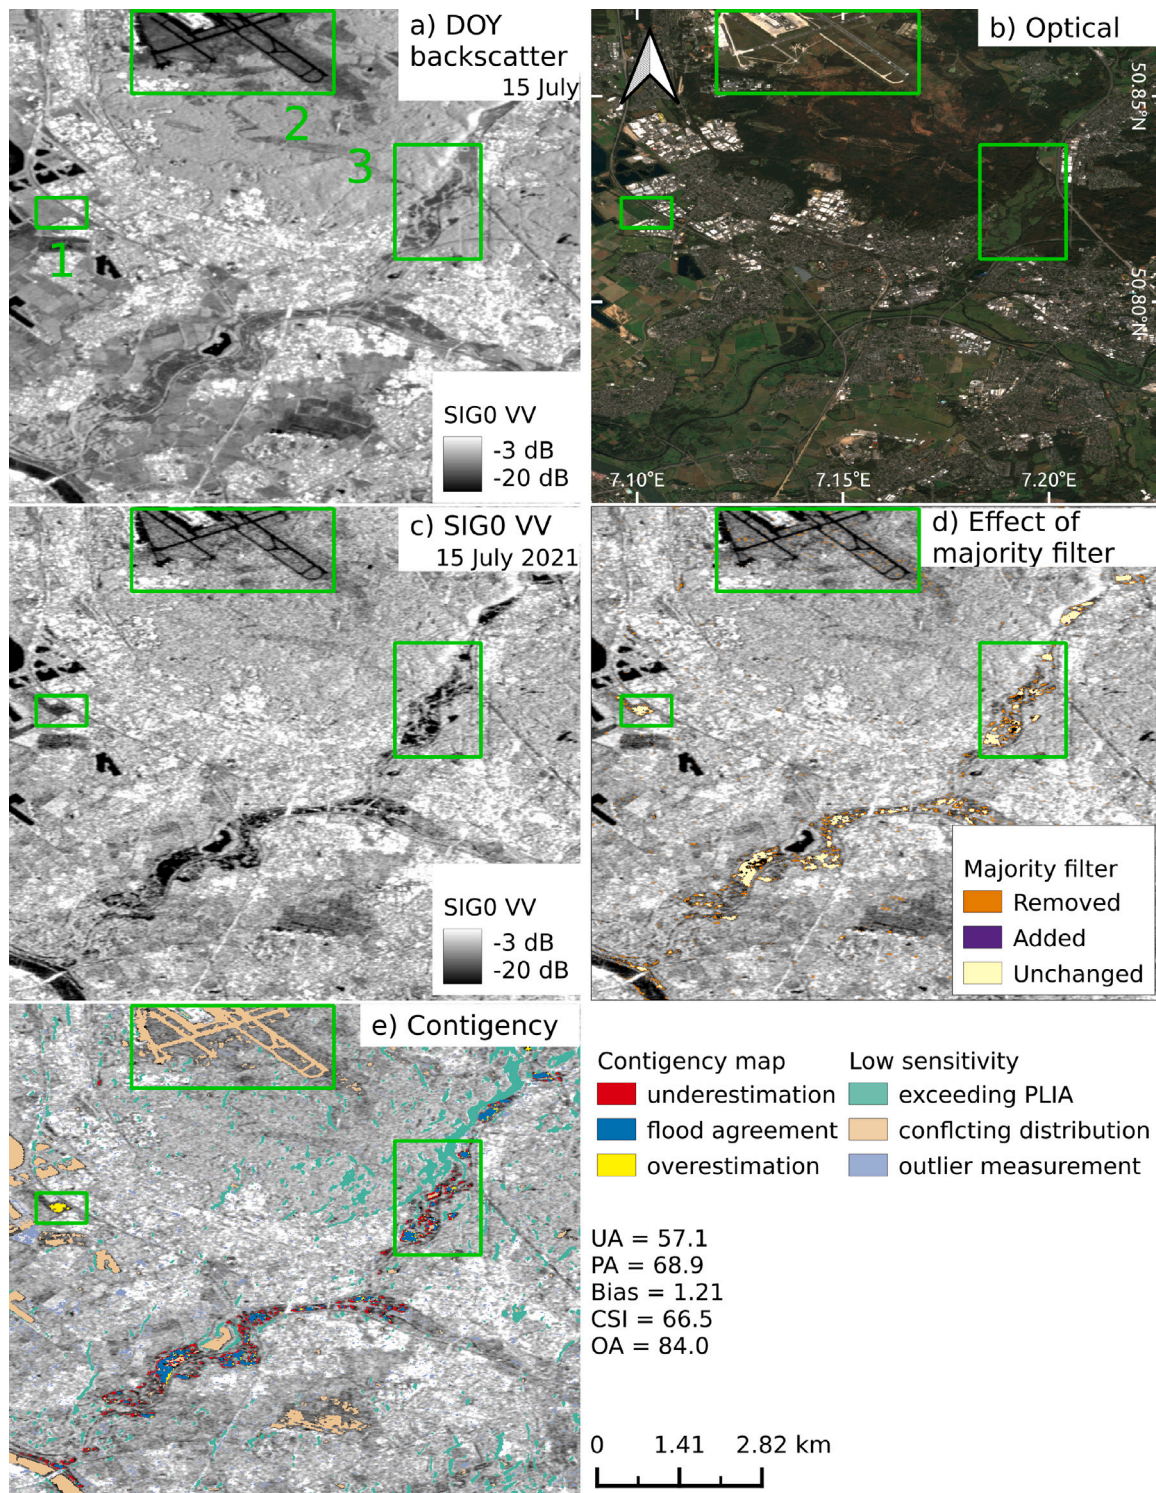 a) DOY
backscatter
15 July
2
3
1
SIG0 VV
-3 dB
-20 dB
b) Optical
50.85°N
50.80°N
7.10°E
7.15°E
7.20°E
c) SIG0 VV
15 July 2021
SIG0 VV
-3 dB
-20 dB
d) Effect of
majority filter
Majority filter
Removed
Added
Unchanged
e) Contigency
Contigency map
underestimation
flood agreement
overestimation
Low sensitivity
exceeding PLIA
conflcting distribution
outlier measurement
UA = 57.1
PA = 68.9
Bias = 1.21
CSI = 66.5
OA = 84.0
0 1.41 2.82 km